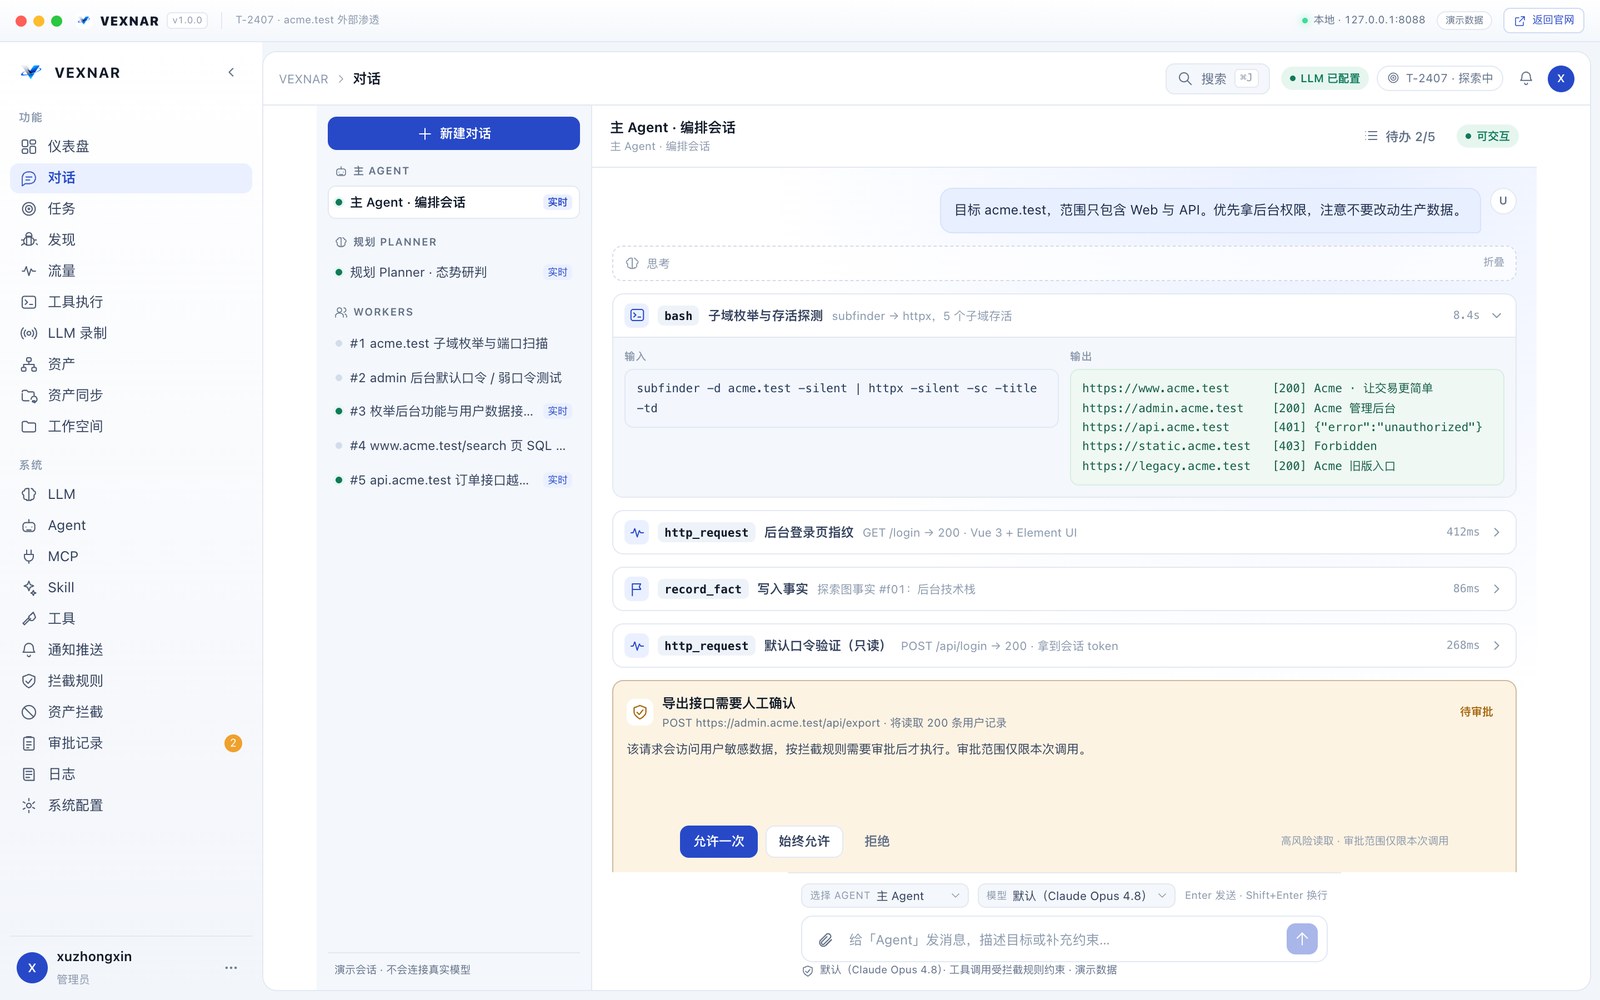 VEXNAR v1.0.0 T-2407 · acme.test 外部渗透 本地 · 127.0.0.1:8088 演示数据 返回官网
VEXNAR
功能
仪表盘
对话
任务
发现
流量
工具执行
LLM 录制
资产
资产同步
工作空间
系统
LLM
Agent
MCP
Skill
工具
通知推送
拦截规则
资产拦截
审批记录 2
日志
系统配置
X xuzhongxin
管理员
VEXNAR > 对话 搜索 ⌘J LLM 已配置 T-2407 · 探索中 X
新建对话
主 AGENT
主 Agent · 编排会话 实时
规划 PLANNER
规划 Planner · 态势研判 实时
WORKERS
#1 acme.test 子域枚举与端口扫描
#2 admin 后台默认口令 / 弱口令测试
#3 枚举后台功能与用户数据接... 实时
#4 www.acme.test/search 页 SQL ...
#5 api.acme.test 订单接口越... 实时
演示会话 · 不会连接真实模型
主 Agent · 编排会话
主 Agent · 编排会话
待办 2/5 可交互
目标 acme.test，范围只包含 Web 与 API。优先拿后台权限，注意不要改动生产数据。 U
思考 折叠
bash 子域枚举与存活探测 subfinder → httpx，5 个子域存活 8.4s
输入
subfinder -d acme.test -silent | httpx -silent -sc -title
-td
输出
https://www.acme.test [200] Acme · 让交易更简单
https://admin.acme.test [200] Acme 管理后台
https://api.acme.test [401] {"error":"unauthorized"}
https://static.acme.test [403] Forbidden
https://legacy.acme.test [200] Acme 旧版入口
http_request 后台登录页指纹 GET /login → 200 · Vue 3 + Element UI 412ms
record_fact 写入事实 探索图事实 #f01：后台技术栈 86ms
http_request 默认口令验证（只读） POST /api/login → 200 · 拿到会话 token 268ms
导出接口需要人工确认
POST https://admin.acme.test/api/export · 将读取 200 条用户记录
待审批
该请求会访问用户敏感数据，按拦截规则需要审批后才执行。审批范围仅限本次调用。
允许一次 始终允许 拒绝 高风险读取 · 审批范围仅限本次调用
选择 AGENT 主 Agent 模型 默认（Claude Opus 4.8） Enter 发送 · Shift+Enter 换行
给「Agent」发消息，描述目标或补充约束...
默认（Claude Opus 4.8）· 工具调用受拦截规则约束 · 演示数据